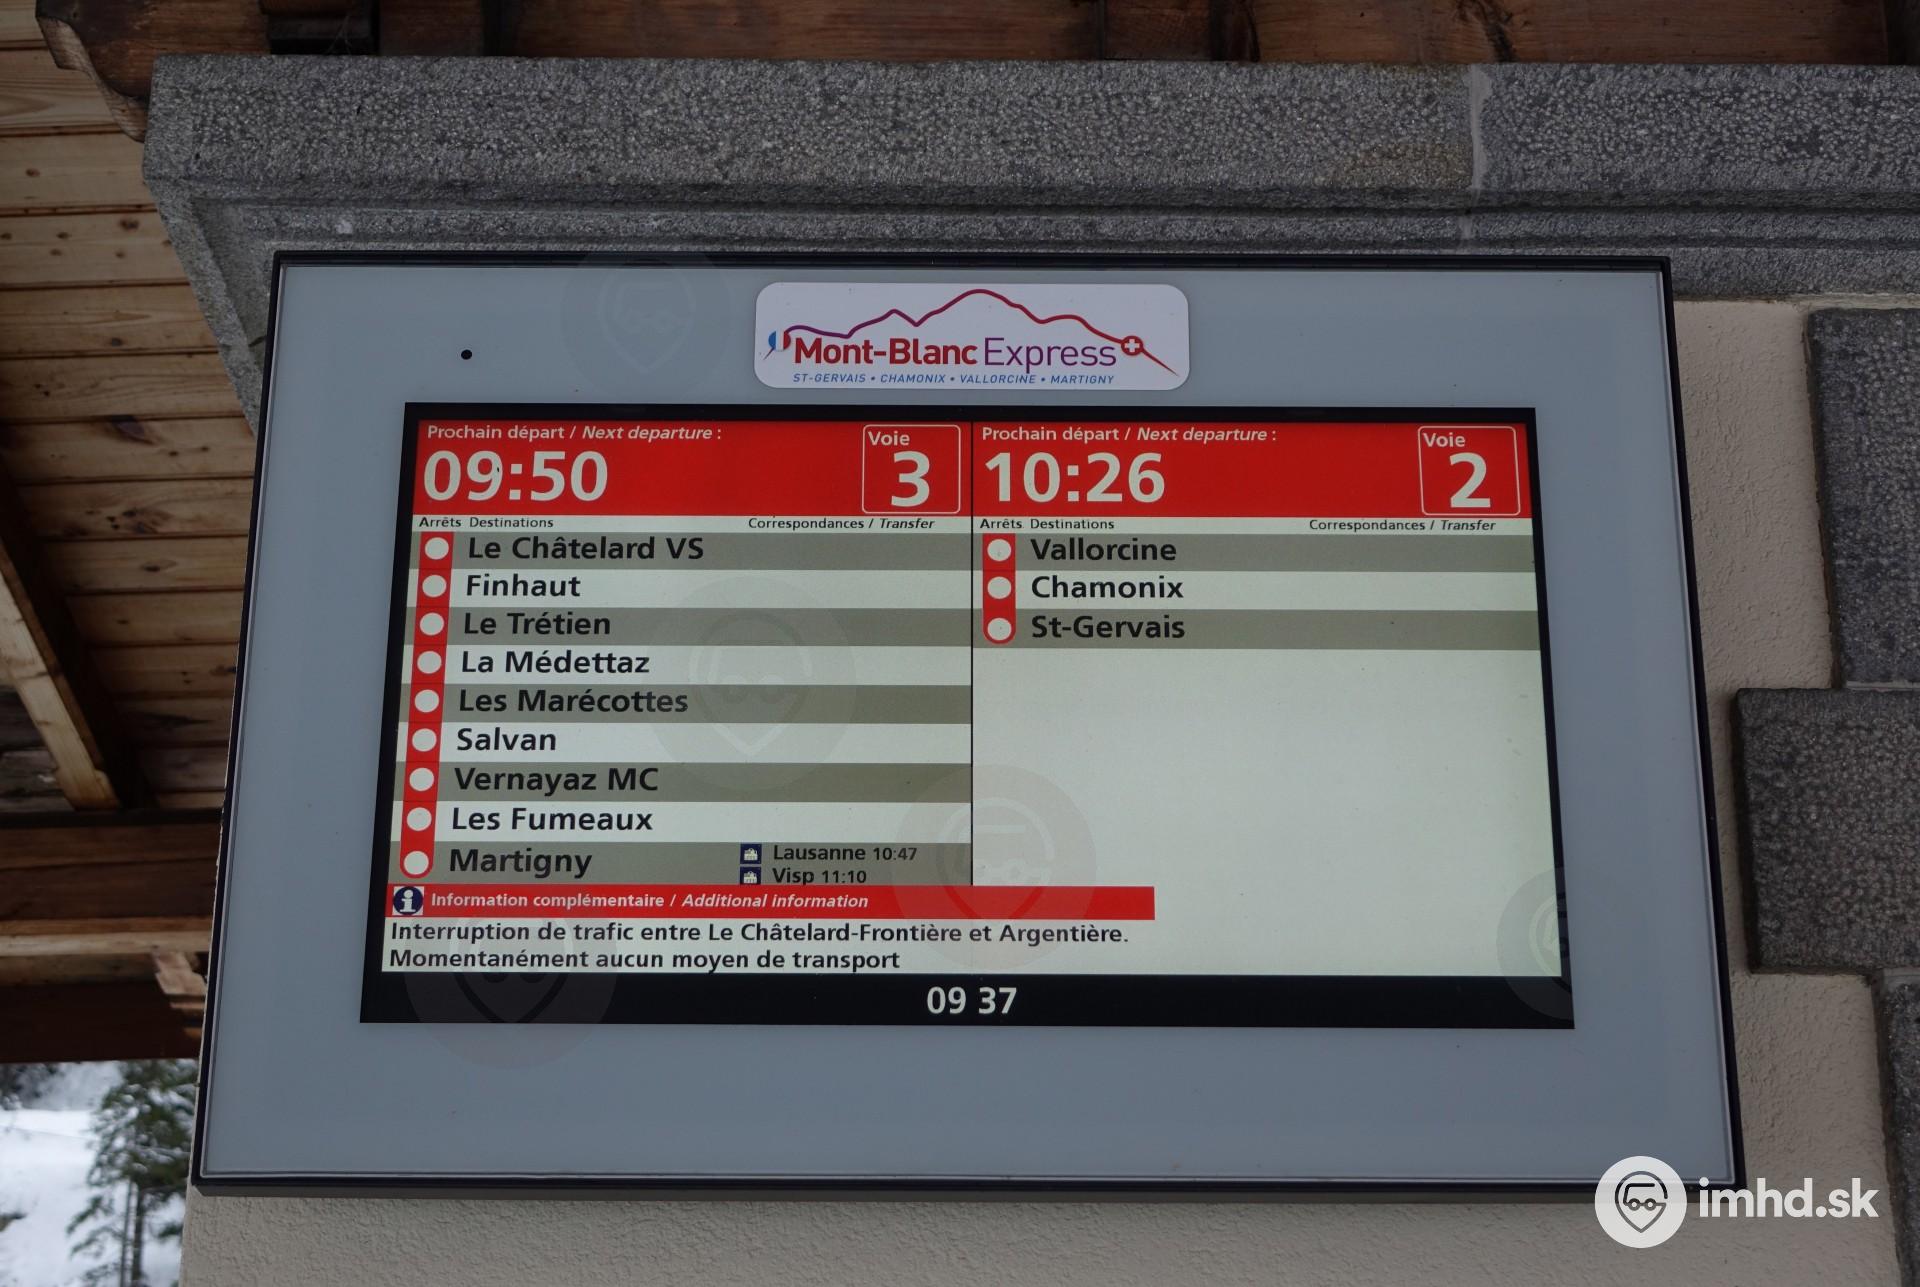 Mont-Blanc Express
ST-GERVAIS • CHAMONIX • VALLORCINE • MARTIGNY
Prochain départ / Next departure :
09:50
Voie
3
Arrêts Destinations
Correspondances / Transfer
Le Châtelard VS
Finhaut
Le Trétien
La Médettaz
Les Marécottes
Salvan
Vernayaz MC
Les Fumeaux
Martigny
Lausanne 10:47
Visp 11:10
Prochain départ / Next departure :
10:26
Voie
2
Arrêts Destinations
Correspondances / Transfer
Vallorcine
Chamonix
St-Gervais
Information complémentaire / Additional information
Interruption de trafic entre Le Châtelard-Frontière et Argentière.
Momentanément aucun moyen de transport
09 37
imhd.sk